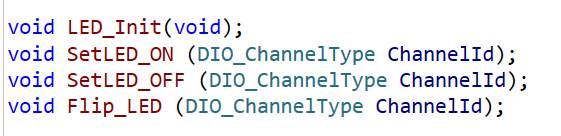 void LED_Init(void);
void SetLED_ON (DIO_ChannelType ChannelId);
void SetLED_OFF (DIO_ChannelType ChannelId);
void Flip_LED (DIO_ChannelType ChannelId);